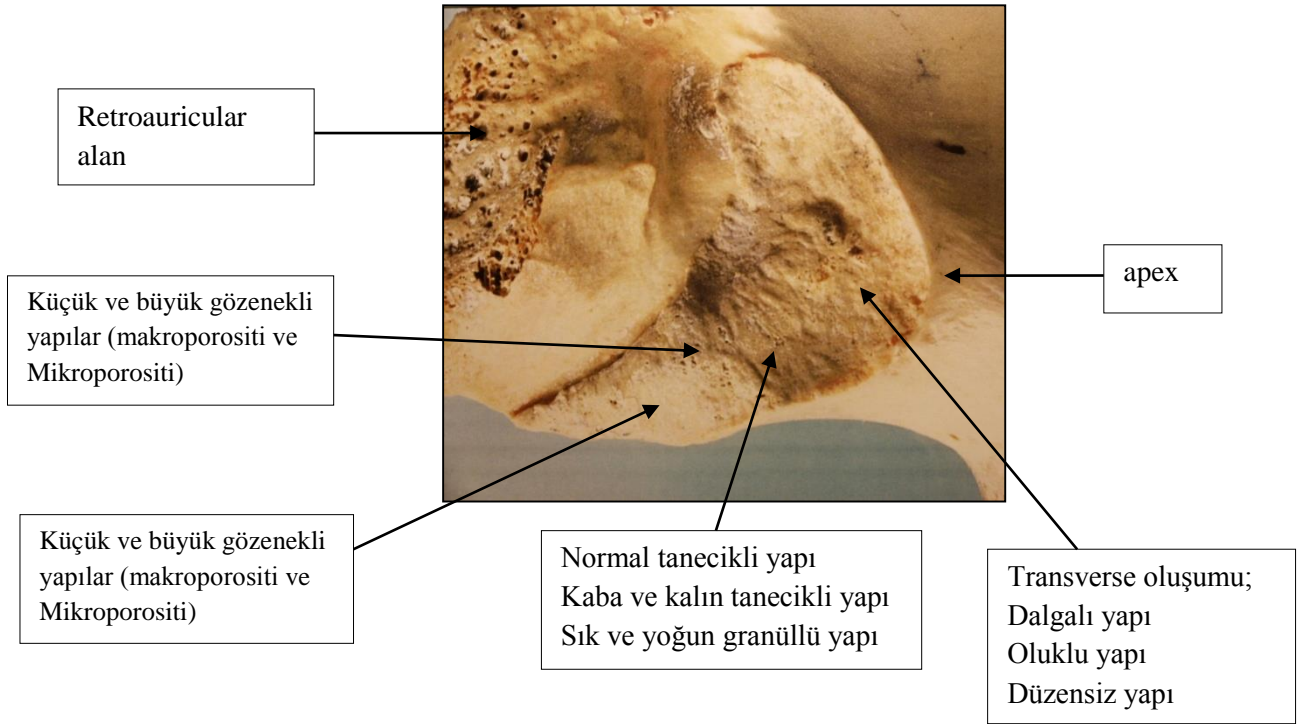 Retroauricular
alan
apex
Küçük ve büyük gözenekli
yapılar (makroporositi ve
Mikroporositi)
Küçük ve büyük gözenekli
yapılar (makroporositi ve
Mikroporositi)
Normal tanecikli yapı
Kaba ve kalın tanecikli yapı
Sık ve yoğun granüllü yapı
Transverse oluşumu;
Dalgalı yapı
Oluklu yapı
Düzensiz yapı